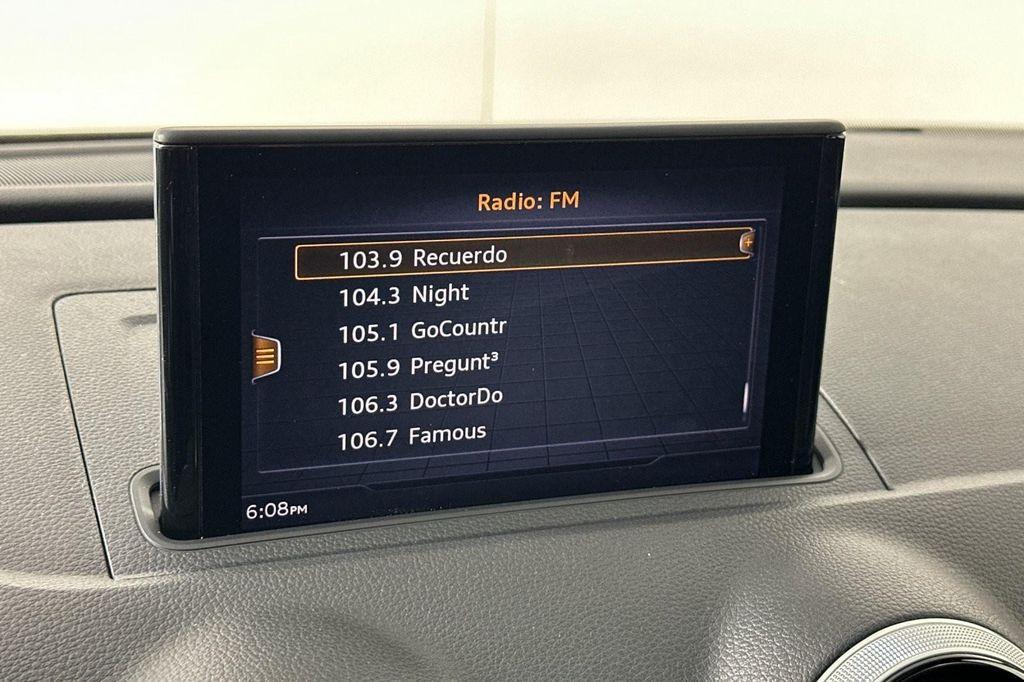 Radio: FM
103.9 Recuerdo
104.3 Night
105.1 GoCountr
105.9 Pregunt³
106.3 DoctorDo
106.7 Famous
6:08PM